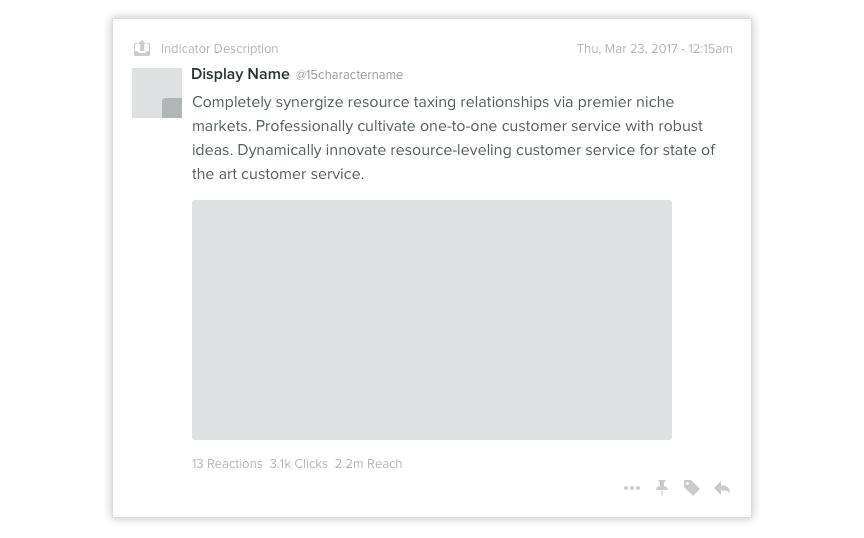 Indicator Description
Thu, Mar 23, 2017 - 12:15am
Display Name @15charactername
Completely synergize resource taxing relationships via premier niche
markets. Professionally cultivate one-to-one customer service with robust
ideas. Dynamically innovate resource-leveling customer service for state of
the art customer service.
13 Reactions 3.1k Clicks 2.2m Reach